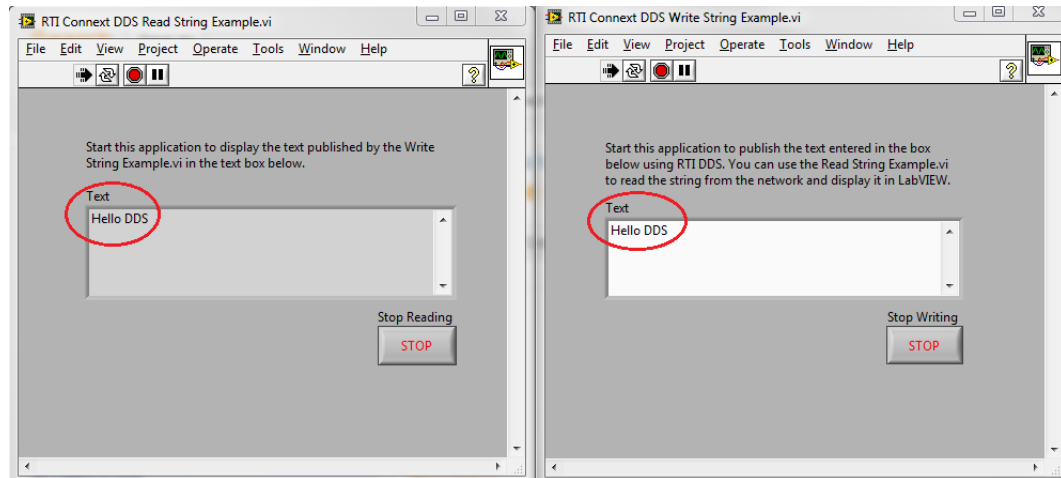 RTI Connext DDS Read String Example.vi
File Edit View Project Operate Tools Window Help
?
Start this application to display the text published by the Write
String Example.vi in the text box below.
Text
Hello DDS
Stop Reading
STOP
RTI Connext DDS Write String Example.vi
File Edit View Project Operate Tools Window Help
?
Start this application to publish the text entered in the box
below using RTI DDS. You can use the Read String Example.vi
to read the string from the network and display it in LabVIEW.
Text
Hello DDS
Stop Writing
STOP